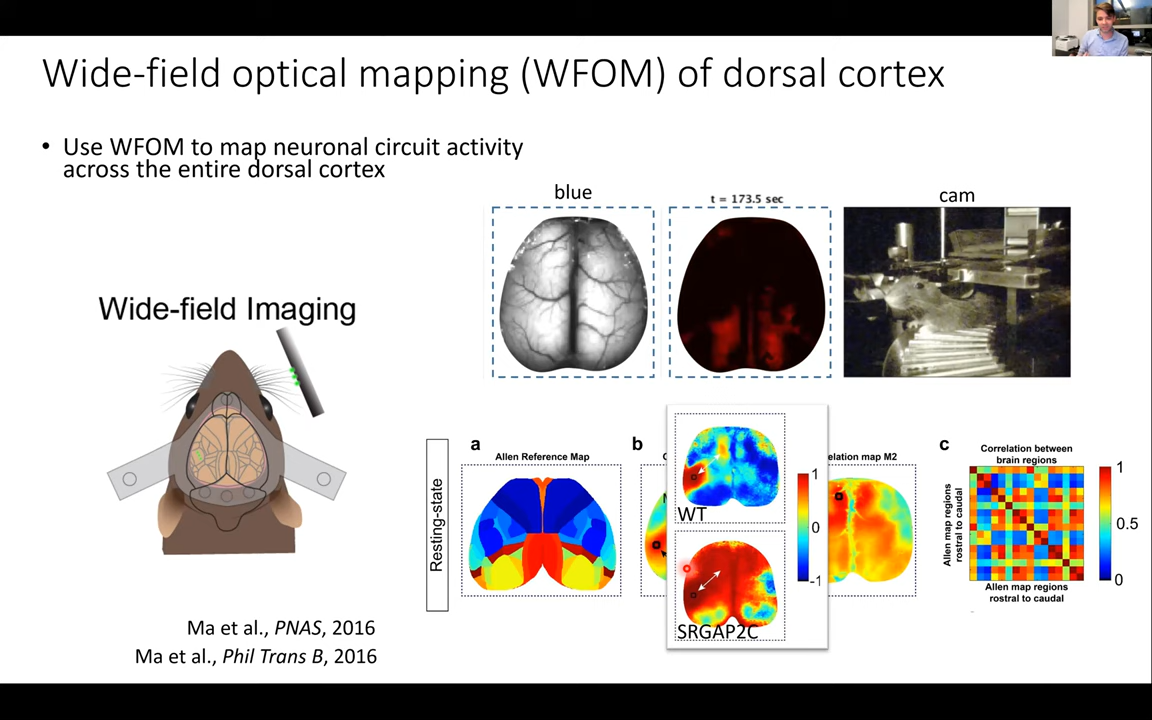 Wide-field optical mapping (WFOM) of dorsal cortex
• Use WFOM to map neuronal circuit activity
across the entire dorsal cortex
blue
t = 173.5 sec
cam
Wide-field Imaging
Resting-state
a
Allen Reference Map
b
WT
SRGAP2C
1
0
-1
elation map M2
c
Correlation between
brain regions
Allen map regions
rostral to caudal
Allen map regions
rostral to caudal
1
0.5
0
Ma et al., PNAS, 2016
Ma et al., Phil Trans B, 2016